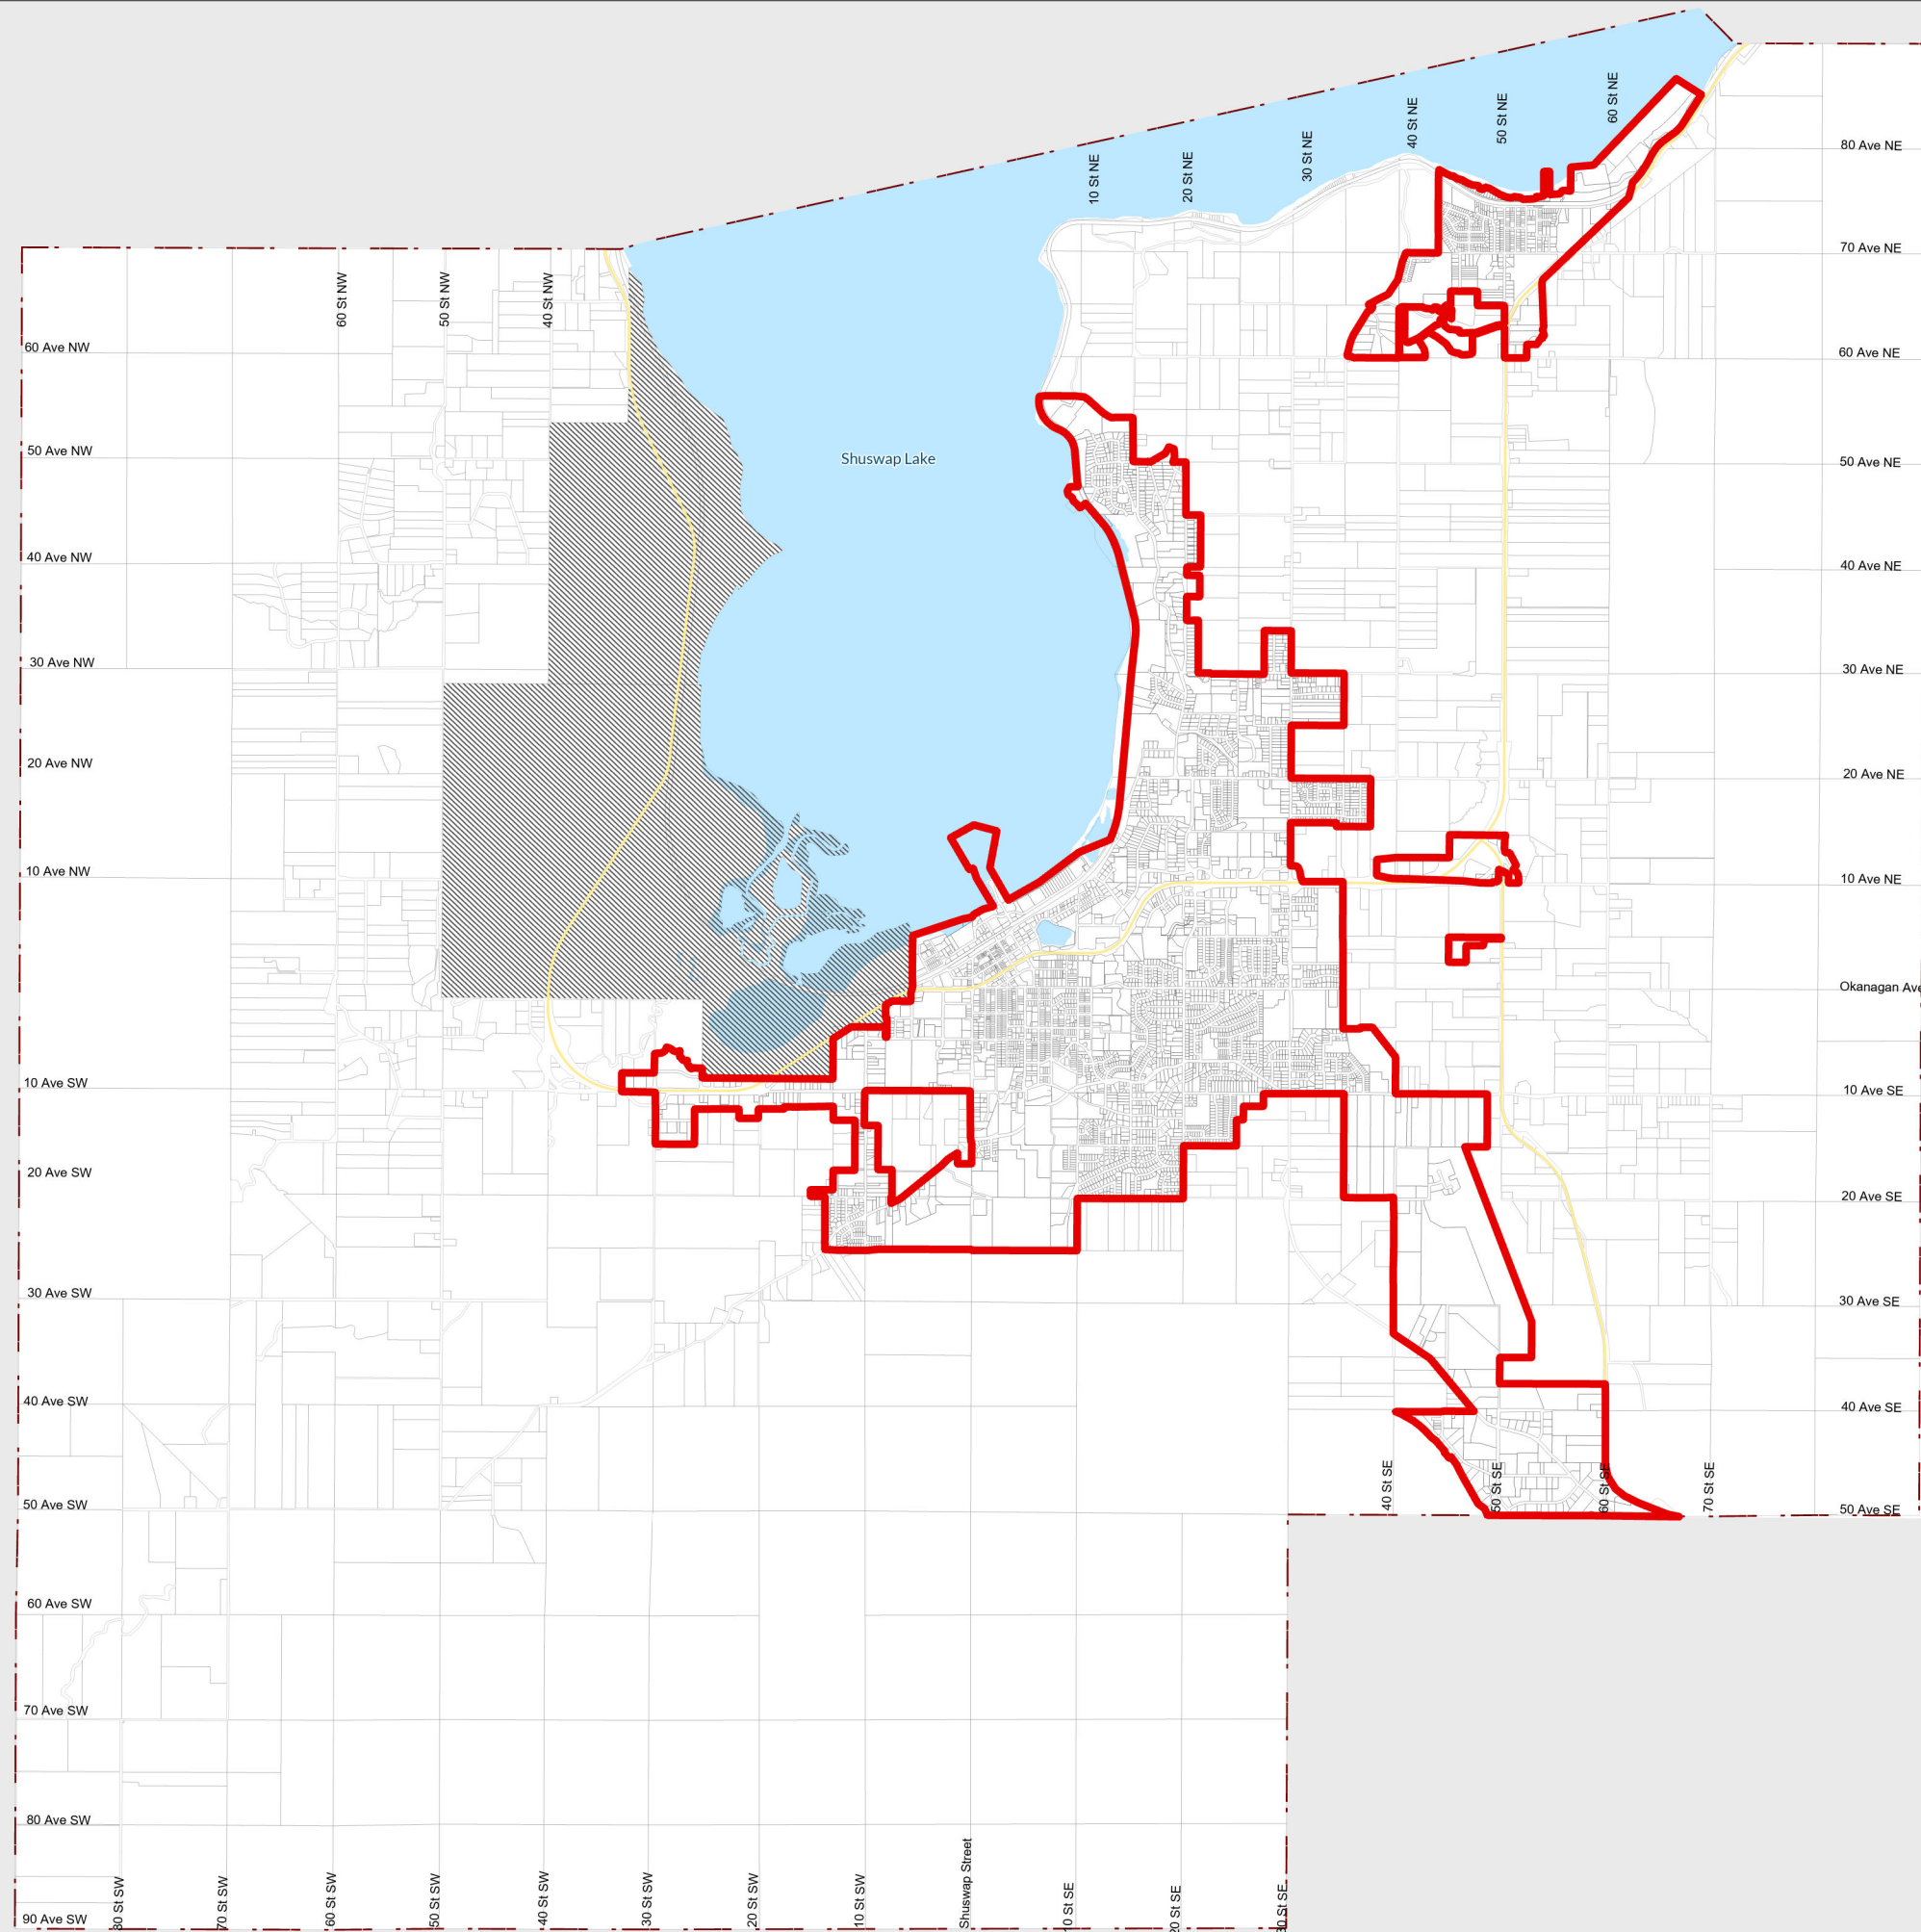 60 St NE
50 St NE
40 St NE
30 St NE
20 St NE
10 St NE
80 Ave NE
70 Ave NE
60 St NW
50 St NW
40 St NW
60 Ave NW
60 Ave NE
50 Ave NW
Shuswap Lake
50 Ave NE
40 Ave NW
40 Ave NE
30 Ave NW
30 Ave NE
20 Ave NW
20 Ave NE
10 Ave NW
10 Ave NE
Okanagan Ave
10 Ave SW
10 Ave SE
20 Ave SW
20 Ave SE
30 Ave SW
30 Ave SE
40 Ave SW
40 Ave SE
40 St SE
50 St SE
60 St SE
70 St SE
50 Ave SW
50 Ave SE
60 Ave SW
70 Ave SW
80 Ave SW
80 St SW
70 St SW
60 St SW
50 St SW
40 St SW
30 St SW
20 St SW
10 St SW
Shuswap Street
10 St SE
20 St SE
30 St SE
90 Ave SW